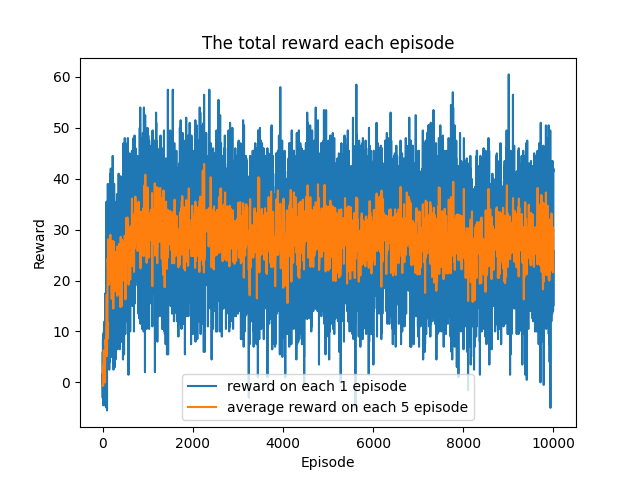 The total reward each episode
Reward
60
50
40
30
20
10
0
reward on each 1 episode
average reward on each 5 episode
0 2000 4000 6000 8000 10000
Episode